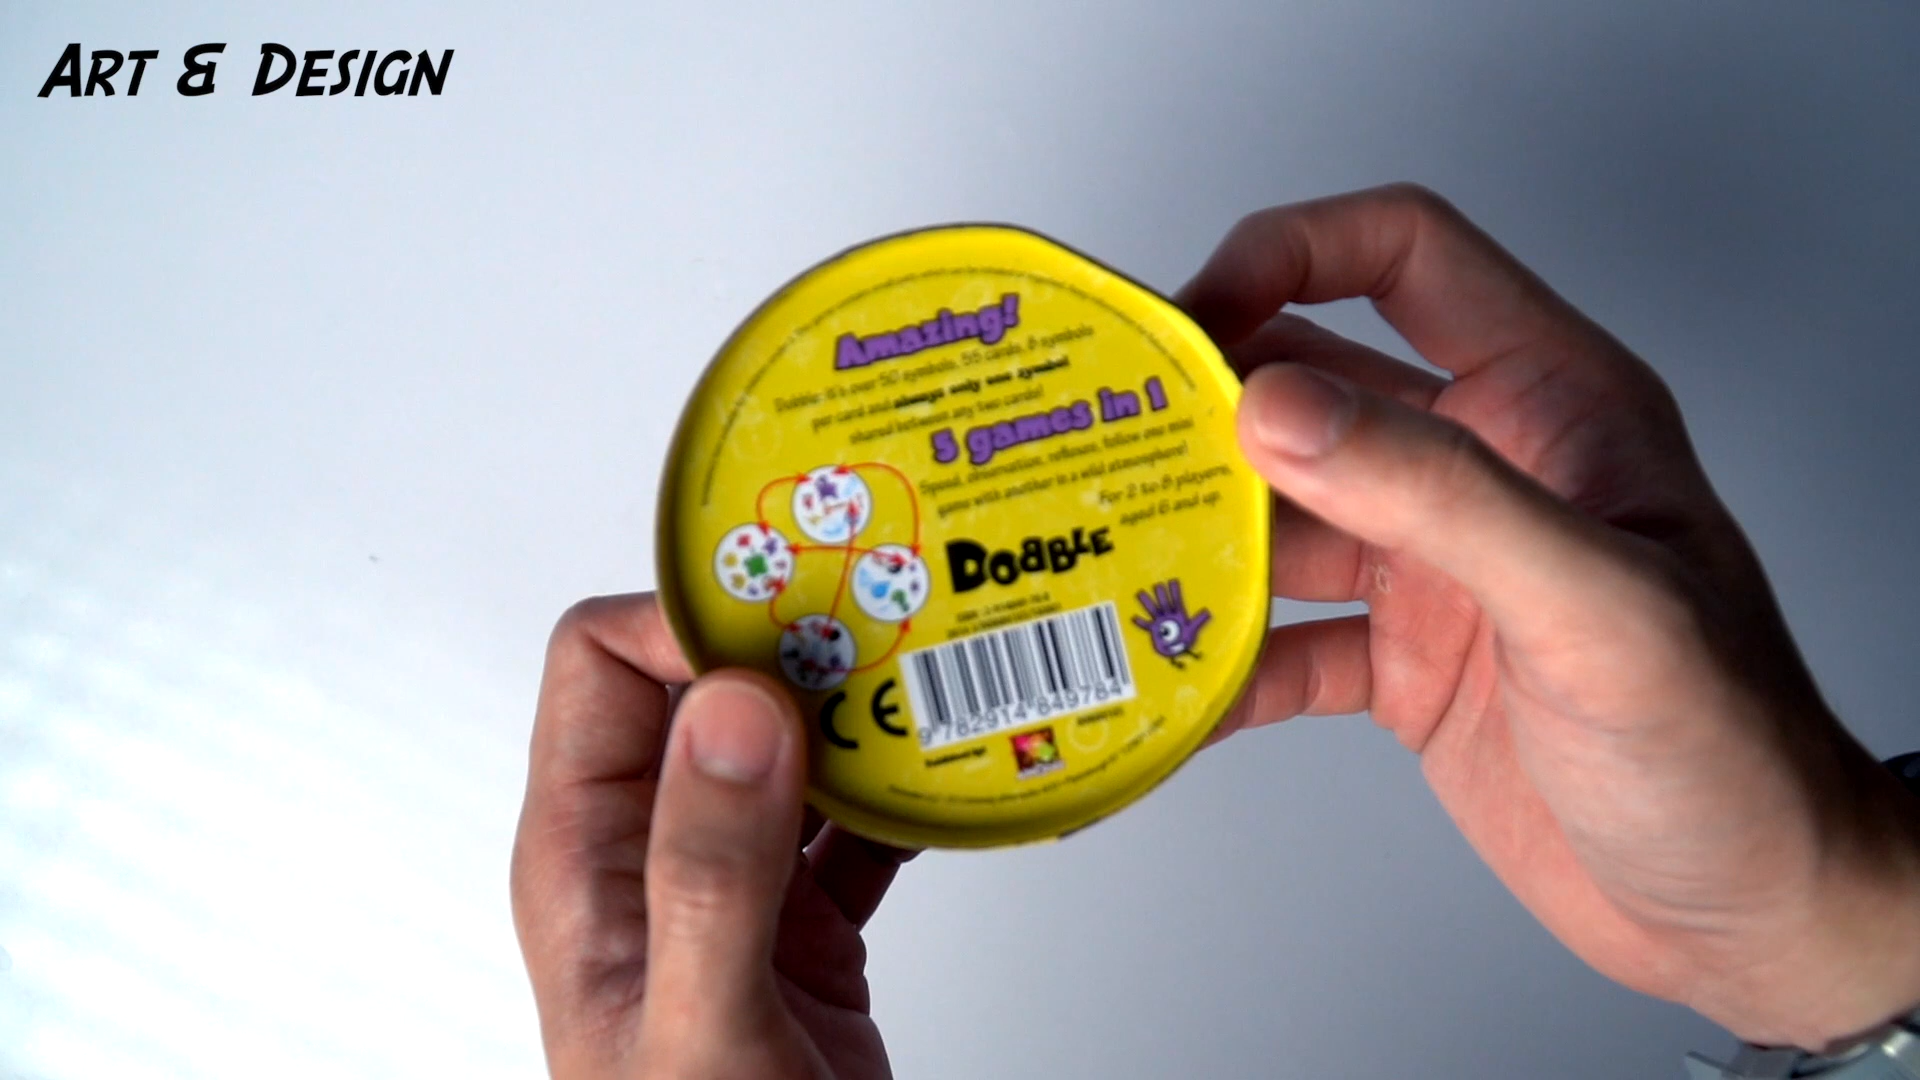 ART & DESIGN
Amazing!
Dobble: it's over 50 symbols, 55 cards, 8 symbols
per card and always only one symbol
shared between any two cards!
5 games in 1
Speed, observation, reflexes, follow one mini
game with another in a wild atmosphere!
For 2 to 8 players,
aged 6 and up.
DOBBLE
CE
9 782914 849784